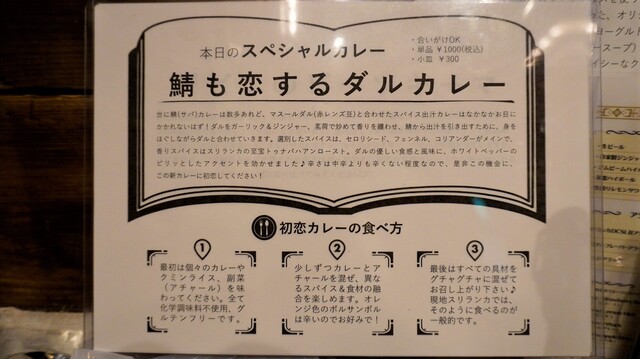 本日のスペシャルカレー
・合いがけOK
・単品 ¥1000(税込)
・小皿 ¥300
鯖も恋するダルカレー
世に鯖(サバ)カレーは数多あれど、マスールダル(赤レンズ豆)と合わせたスパイス出汁カレーはなかなかお目に
かかれないはず！ダルをガーリック&ジンジャー、玉葱で炒めて香りを纏わせ、鯖から出汁を引き出すために、身を
ほぐしながらダルと合わせていきます。選別したスパイスは、セロリシード、フェンネル、コリアンダーがメインで、
香りスパイスはスリランカの至宝トゥナパハアンロースト。ダルの優しい食感と風味に、ホワイトペッパーの
ピリッとしたアクセントを効かせました♪辛さは中辛よりも辛くない程度なので、是非この機会に、
この新カレーに初恋してください！
初恋カレーの食べ方
1
最初は個々のカレーや
クミンライス、副菜
（アチャール）を味
わってください。全て
化学調味料不使用、グ
ルテンフリーです。
2
少しずつカレーとア
チャールを混ぜ、異な
るスパイス&食材の融
合を楽しめます。オレ
ンジ色のポルサンボル
は辛いのでお好みで！
3
最後はすべての具材を
グチャグチャに混ぜて
お召し上がり下さい♪
現地スリランカでは、
そのように食べるのが
一般的です。